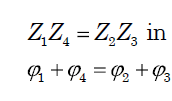 Z₁Z₄ = Z₂Z₃ in
φ₁ + φ₄ = φ₂ + φ₃